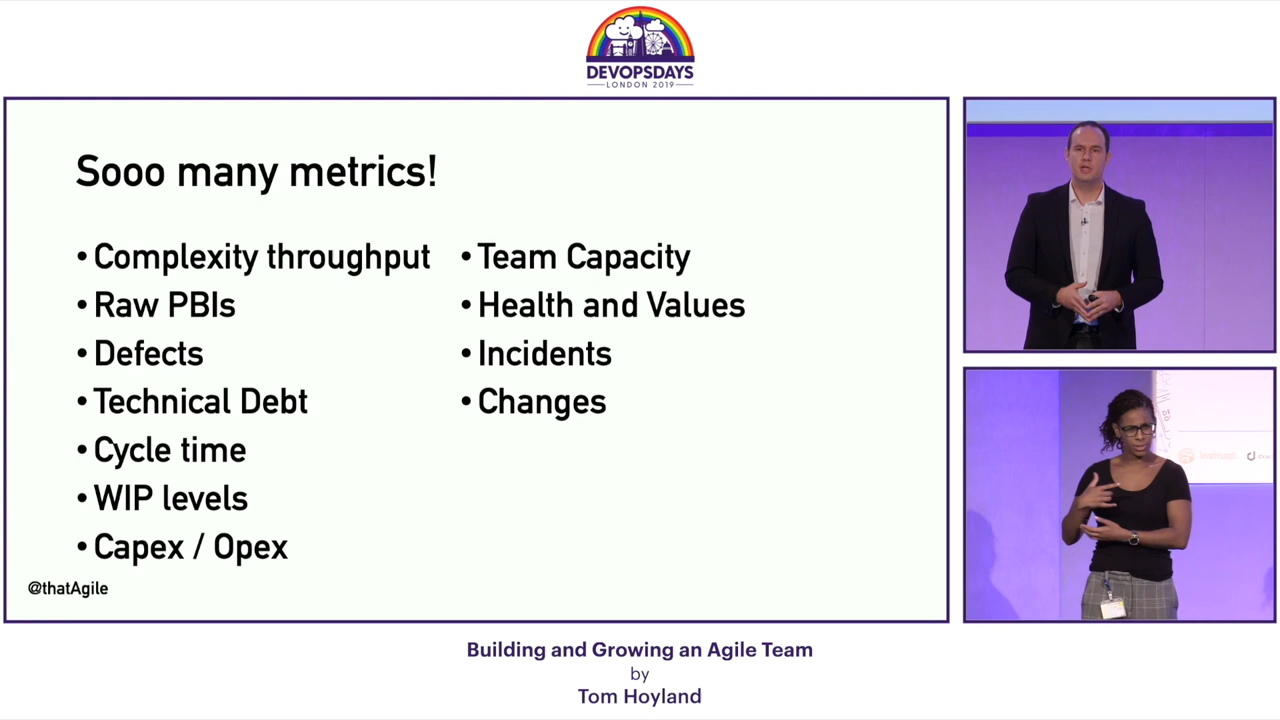 DEVOPSDAYS
LONDON 2019
Sooo many metrics!
• Complexity throughput
• Raw PBIs
• Defects
• Technical Debt
• Cycle time
• WIP levels
• Capex / Opex
• Team Capacity
• Health and Values
• Incidents
• Changes
@thatAgile
Building and Growing an Agile Team
by
Tom Hoyland